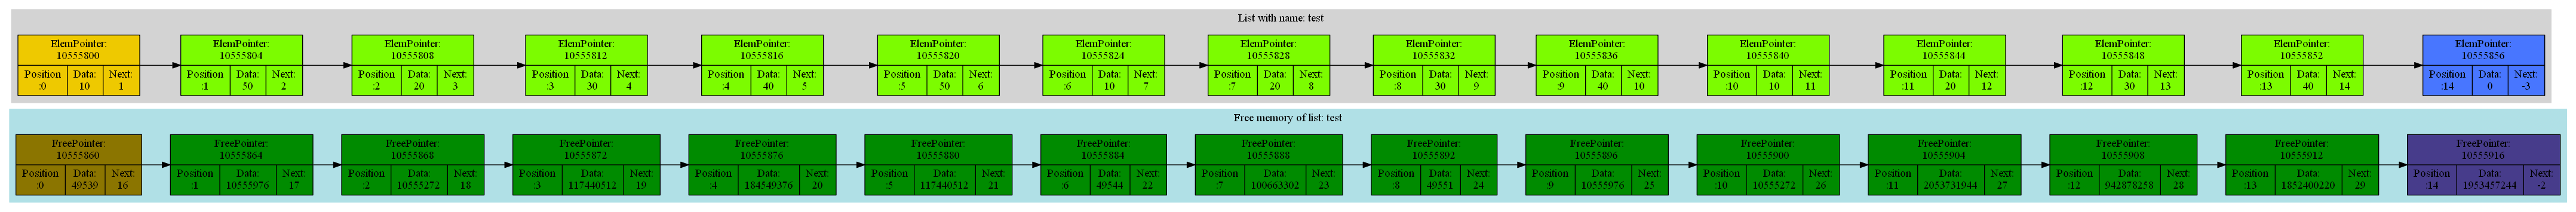 List with name: test
ElemPointer:
10555800
Position
:0
Data:
10
Next:
1
ElemPointer:
10555804
Position
:1
Data:
50
Next:
2
ElemPointer:
10555808
Position
:2
Data:
20
Next:
3
ElemPointer:
10555812
Position
:3
Data:
30
Next:
4
ElemPointer:
10555816
Position
:4
Data:
40
Next:
5
ElemPointer:
10555820
Position
:5
Data:
50
Next:
6
ElemPointer:
10555824
Position
:6
Data:
10
Next:
7
ElemPointer:
10555828
Position
:7
Data:
20
Next:
8
ElemPointer:
10555832
Position
:8
Data:
30
Next:
9
ElemPointer:
10555836
Position
:9
Data:
40
Next:
10
ElemPointer:
10555840
Position
:10
Data:
10
Next:
11
ElemPointer:
10555844
Position
:11
Data:
20
Next:
12
ElemPointer:
10555848
Position
:12
Data:
30
Next:
13
ElemPointer:
10555852
Position
:13
Data:
40
Next:
14
ElemPointer:
10555856
Position
:14
Data:
0
Next:
-3
Free memory of list: test
FreePointer:
10555860
Position
:0
Data:
49539
Next:
16
FreePointer:
10555864
Position
:1
Data:
10555976
Next:
17
FreePointer:
10555868
Position
:2
Data:
10555272
Next:
18
FreePointer:
10555872
Position
:3
Data:
117440512
Next:
19
FreePointer:
10555876
Position
:4
Data:
184549376
Next:
20
FreePointer:
10555880
Position
:5
Data:
117440512
Next:
21
FreePointer:
10555884
Position
:6
Data:
49544
Next:
22
FreePointer:
10555888
Position
:7
Data:
100663302
Next:
23
FreePointer:
10555892
Position
:8
Data:
49551
Next:
24
FreePointer:
10555896
Position
:9
Data:
10555976
Next:
25
FreePointer:
10555900
Position
:10
Data:
10555272
Next:
26
FreePointer:
10555904
Position
:11
Data:
2053731944
Next:
27
FreePointer:
10555908
Position
:12
Data:
942878258
Next:
28
FreePointer:
10555912
Position
:13
Data:
1852400220
Next:
29
FreePointer:
10555916
Position
:14
Data:
1953457244
Next:
-2